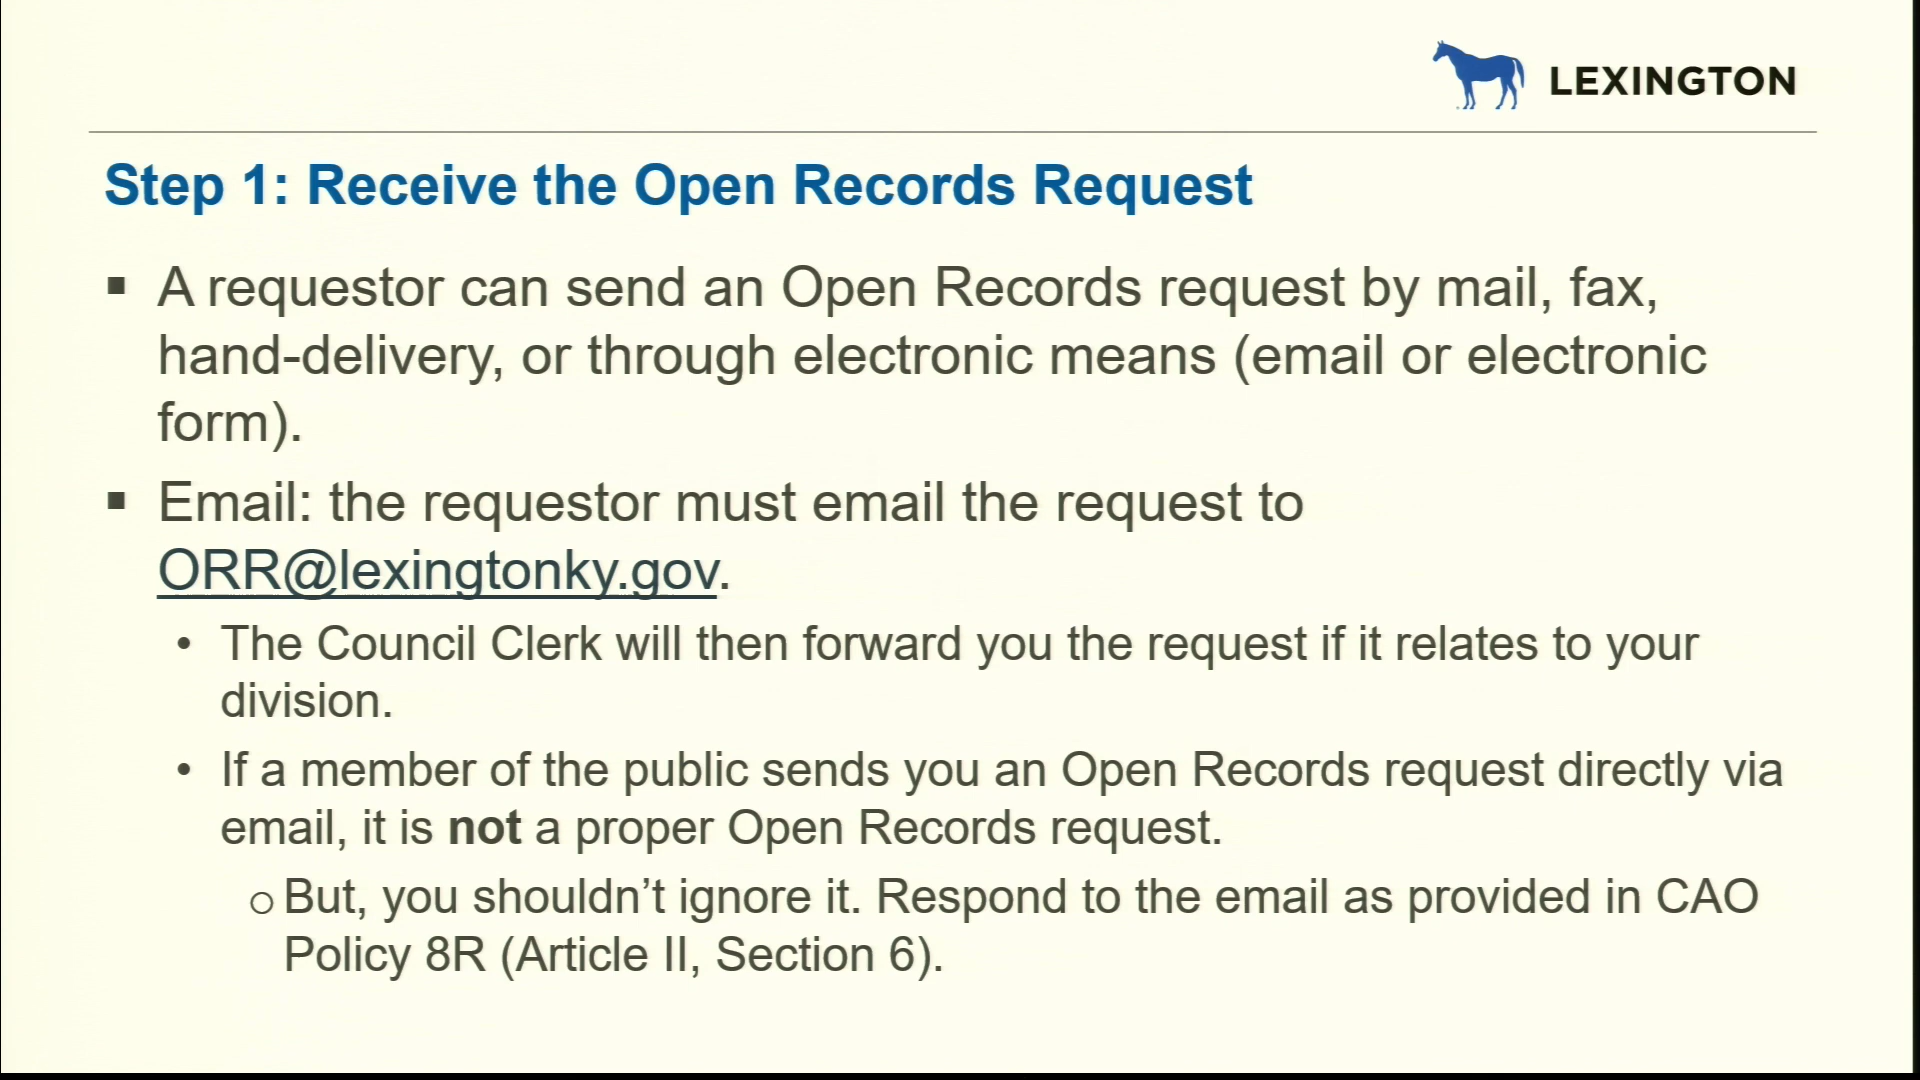 LEXINGTON
Step 1: Receive the Open Records Request
▪ A requestor can send an Open Records request by mail, fax,
hand-delivery, or through electronic means (email or electronic
form).
▪ Email: the requestor must email the request to
ORR@lexingtonky.gov.
• The Council Clerk will then forward you the request if it relates to your
division.
• If a member of the public sends you an Open Records request directly via
email, it is not a proper Open Records request.
o But, you shouldn’t ignore it. Respond to the email as provided in CAO
Policy 8R (Article II, Section 6).